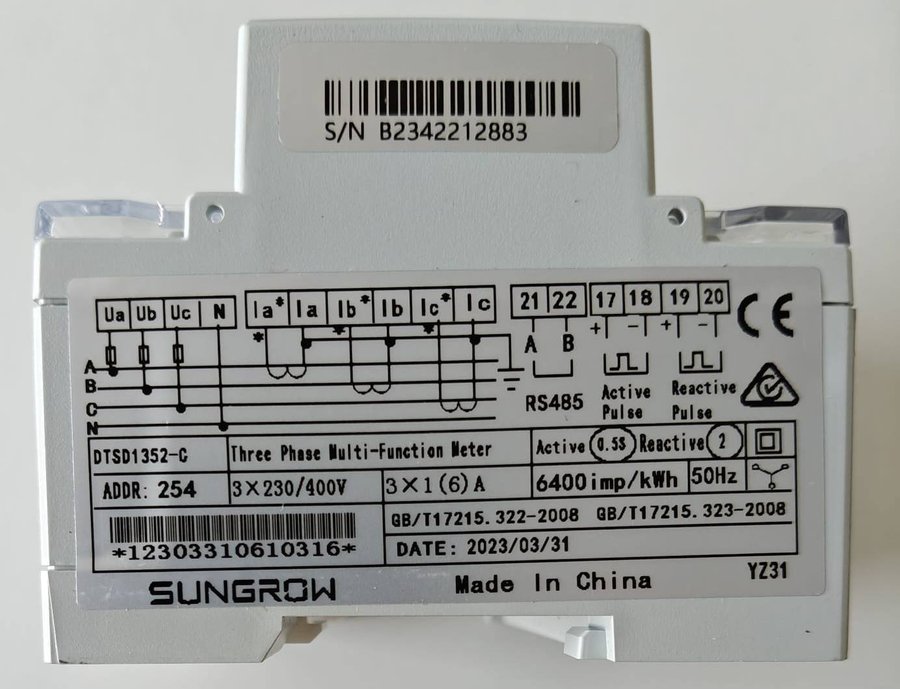 S/N B2342212883
Ua Ub Uc N Ia* Ia Ib* Ib Ic* Ic 21 22 17 18 19 20 CE
* * * + - + -
A B
A
B
C
N
RS485 Active Pulse Reactive Pulse
DTSD1352-C Three Phase Multi-Function Meter Active 0.5S Reactive 2
ADDR: 254 3×230/400V 3×1(6)A 6400imp/kWh 50Hz
GB/T17215.322-2008 GB/T17215.323-2008
*12303310610316* DATE: 2023/03/31
SUNGROW Made In China YZ31